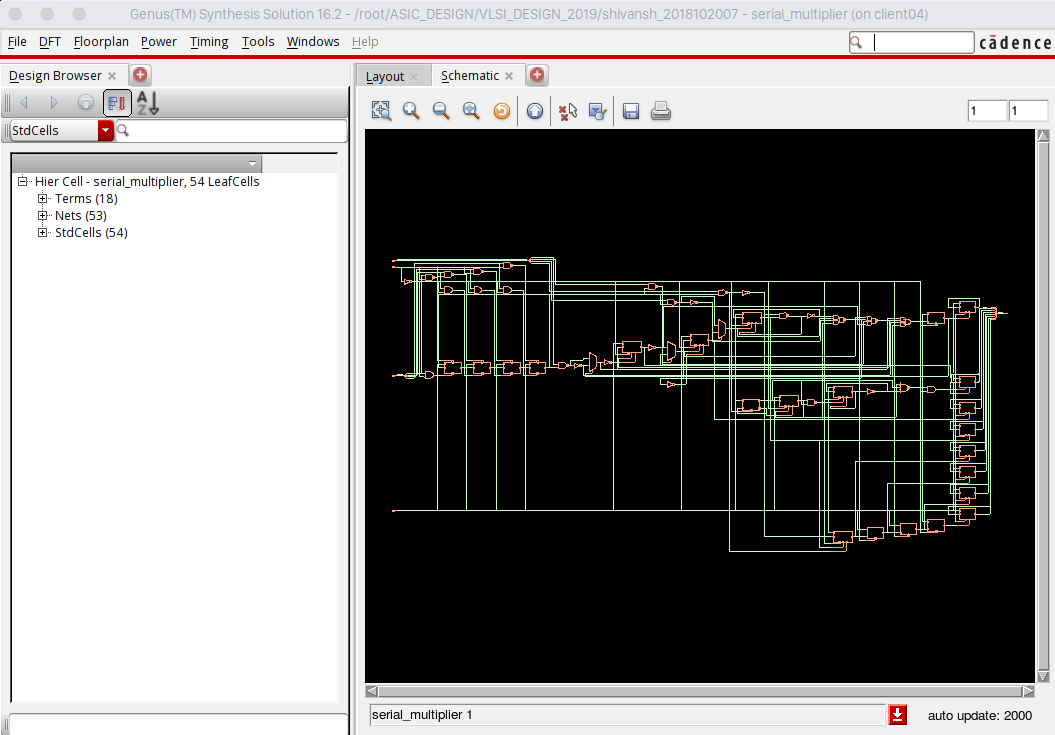 Genus(TM) Synthesis Solution 16.2 - /root/ASIC_DESIGN/VLSI_DESIGN_2019/shivansh_2018102007 - serial_multiplier (on client04)
File DFT Floorplan Power Timing Tools Windows Help
cādence
Design Browser
Layout
Schematic
A
Z
1
1
StdCells
Hier Cell - serial_multiplier, 54 LeafCells
Terms (18)
Nets (53)
StdCells (54)
serial_multiplier 1
auto update: 2000